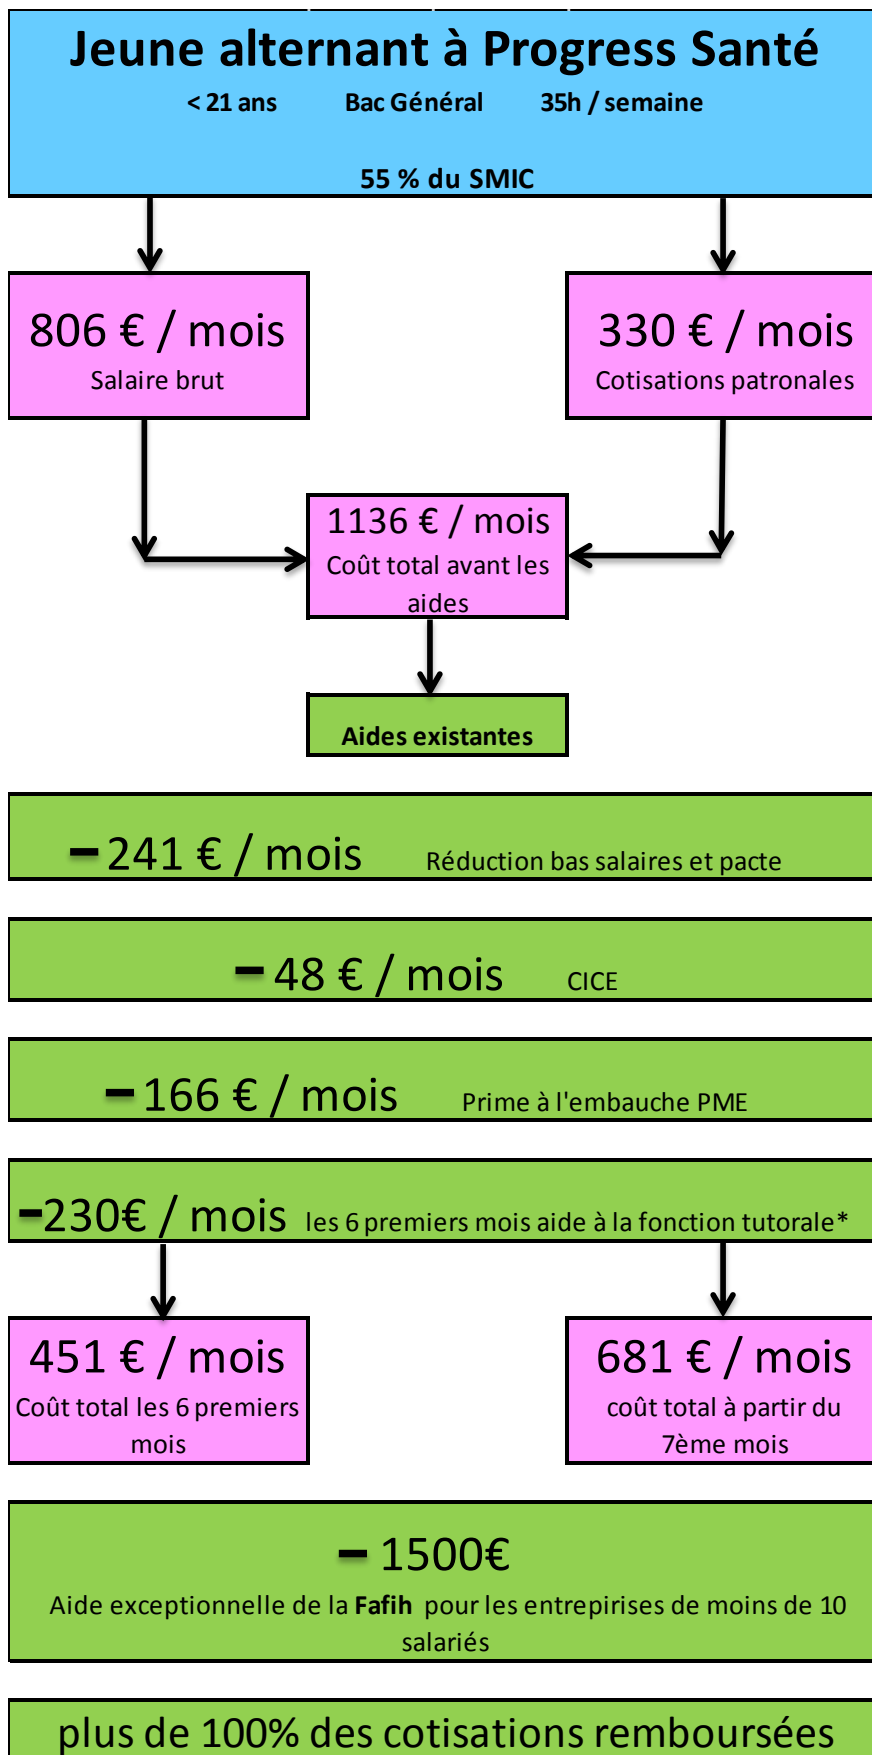 Jeune alternant à Progress Santé
< 21 ans Bac Général 35h / semaine
55 % du SMIC
806 € / mois
Salaire brut
330 € / mois
Cotisations patronales
1136 € / mois
Coût total avant les
aides
Aides existantes
– 241 € / mois Réduction bas salaires et pacte
– 48 € / mois CICE
– 166 € / mois Prime à l'embauche PME
–230€ / mois les 6 premiers mois aide à la fonction tutorale*
451 € / mois
Coût total les 6 premiers
mois
681 € / mois
coût total à partir du
7ème mois
– 1500€
Aide exceptionnelle de la Fafih pour les entrepirises de moins de 10
salariés
plus de 100% des cotisations remboursées